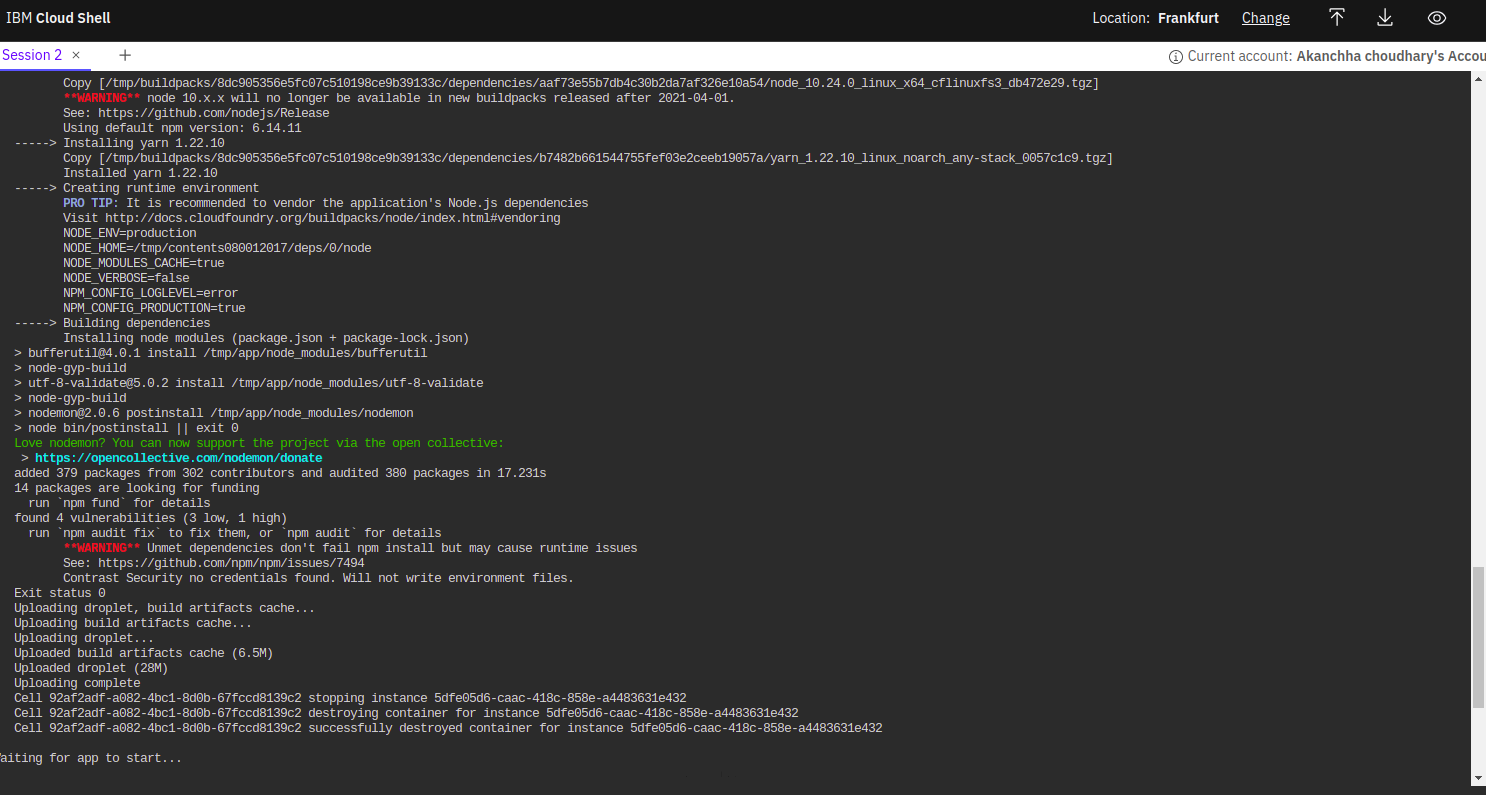 IBM Cloud Shell
Location: Frankfurt Change
Session 2 × +
Current account: Akanchha choudhary's Accou
Copy [/tmp/buildpacks/8dc905356e5fc07c510198ce9b39133c/dependencies/aaf73e55b7db4c30b2da7af326e10a54/node_10.24.0_linux_x64_cflinuxfs3_db472e29.tgz]
**WARNING** node 10.x.x will no longer be available in new buildpacks released after 2021-04-01.
See: https://github.com/nodejs/Release
Using default npm version: 6.14.11
-----> Installing yarn 1.22.10
Copy [/tmp/buildpacks/8dc905356e5fc07c510198ce9b39133c/dependencies/b7482b661544755fef03e2ceeb19057a/yarn_1.22.10_linux_noarch_any-stack_0057c1c9.tgz]
Installed yarn 1.22.10
-----> Creating runtime environment
PRO TIP: It is recommended to vendor the application's Node.js dependencies
Visit http://docs.cloudfoundry.org/buildpacks/node/index.html#vendoring
NODE_ENV=production
NODE_HOME=/tmp/contents080012017/deps/0/node
NODE_MODULES_CACHE=true
NODE_VERBOSE=false
NPM_CONFIG_LOGLEVEL=error
NPM_CONFIG_PRODUCTION=true
-----> Building dependencies
Installing node modules (package.json + package-lock.json)
> bufferutil@4.0.1 install /tmp/app/node_modules/bufferutil
> node-gyp-build
> utf-8-validate@5.0.2 install /tmp/app/node_modules/utf-8-validate
> node-gyp-build
> nodemon@2.0.6 postinstall /tmp/app/node_modules/nodemon
> node bin/postinstall || exit 0
Love nodemon? You can now support the project via the open collective:
> https://opencollective.com/nodemon/donate
added 379 packages from 302 contributors and audited 380 packages in 17.231s
14 packages are looking for funding
run `npm fund` for details
found 4 vulnerabilities (3 low, 1 high)
run `npm audit fix` to fix them, or `npm audit` for details
**WARNING** Unmet dependencies don't fail npm install but may cause runtime issues
See: https://github.com/npm/npm/issues/7494
Contrast Security no credentials found. Will not write environment files.
Exit status 0
Uploading droplet, build artifacts cache...
Uploading build artifacts cache...
Uploading droplet...
Uploaded build artifacts cache (6.5M)
Uploaded droplet (28M)
Uploading complete
Cell 92af2adf-a082-4bc1-8d0b-67fccd8139c2 stopping instance 5dfe05d6-caac-418c-858e-a4483631e432
Cell 92af2adf-a082-4bc1-8d0b-67fccd8139c2 destroying container for instance 5dfe05d6-caac-418c-858e-a4483631e432
Cell 92af2adf-a082-4bc1-8d0b-67fccd8139c2 successfully destroyed container for instance 5dfe05d6-caac-418c-858e-a4483631e432
aiting for app to start...